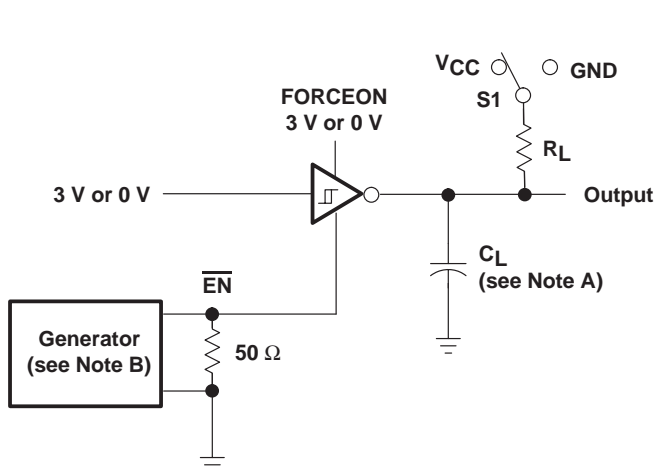 VCC
GND
S1
FORCEON
3 V or 0 V
RL
3 V or 0 V
Output
CL
(see Note A)
EN
Generator
(see Note B)
50 Ω